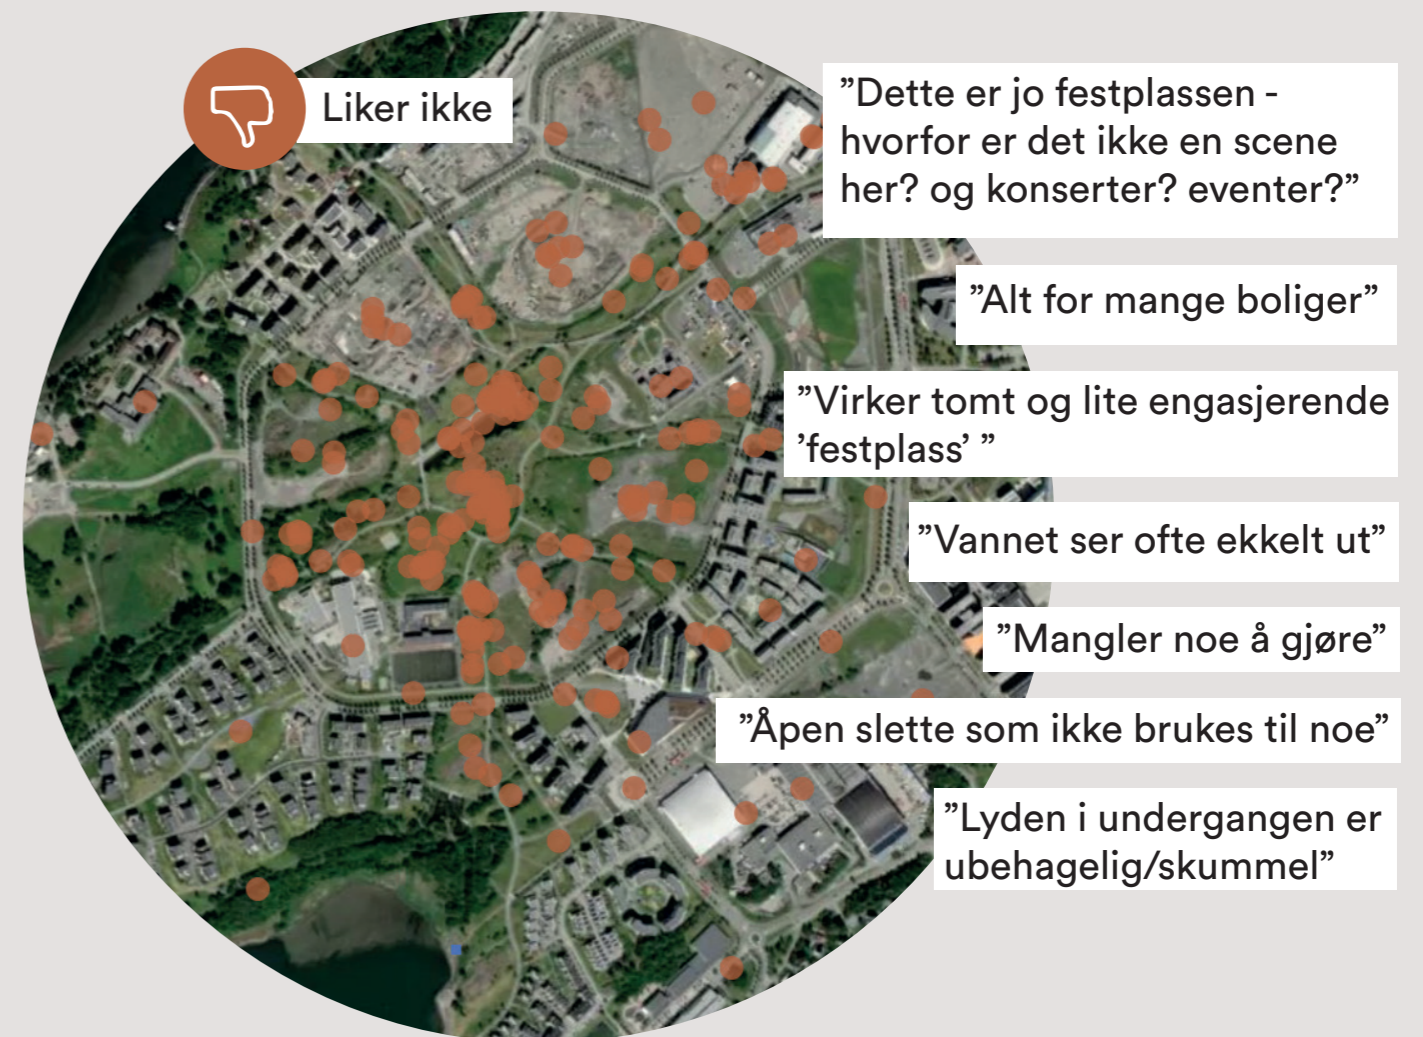 Liker ikke
”Dette er jo festplassen -
hvorfor er det ikke en scene
her? og konserter? eventer?”
”Alt for mange boliger”
”Virker tomt og lite engasjerende
’festplass’ ”
”Vannet ser ofte ekkelt ut”
”Mangler noe å gjøre”
”Åpen slette som ikke brukes til noe”
”Lyden i undergangen er
ubehagelig/skummel”